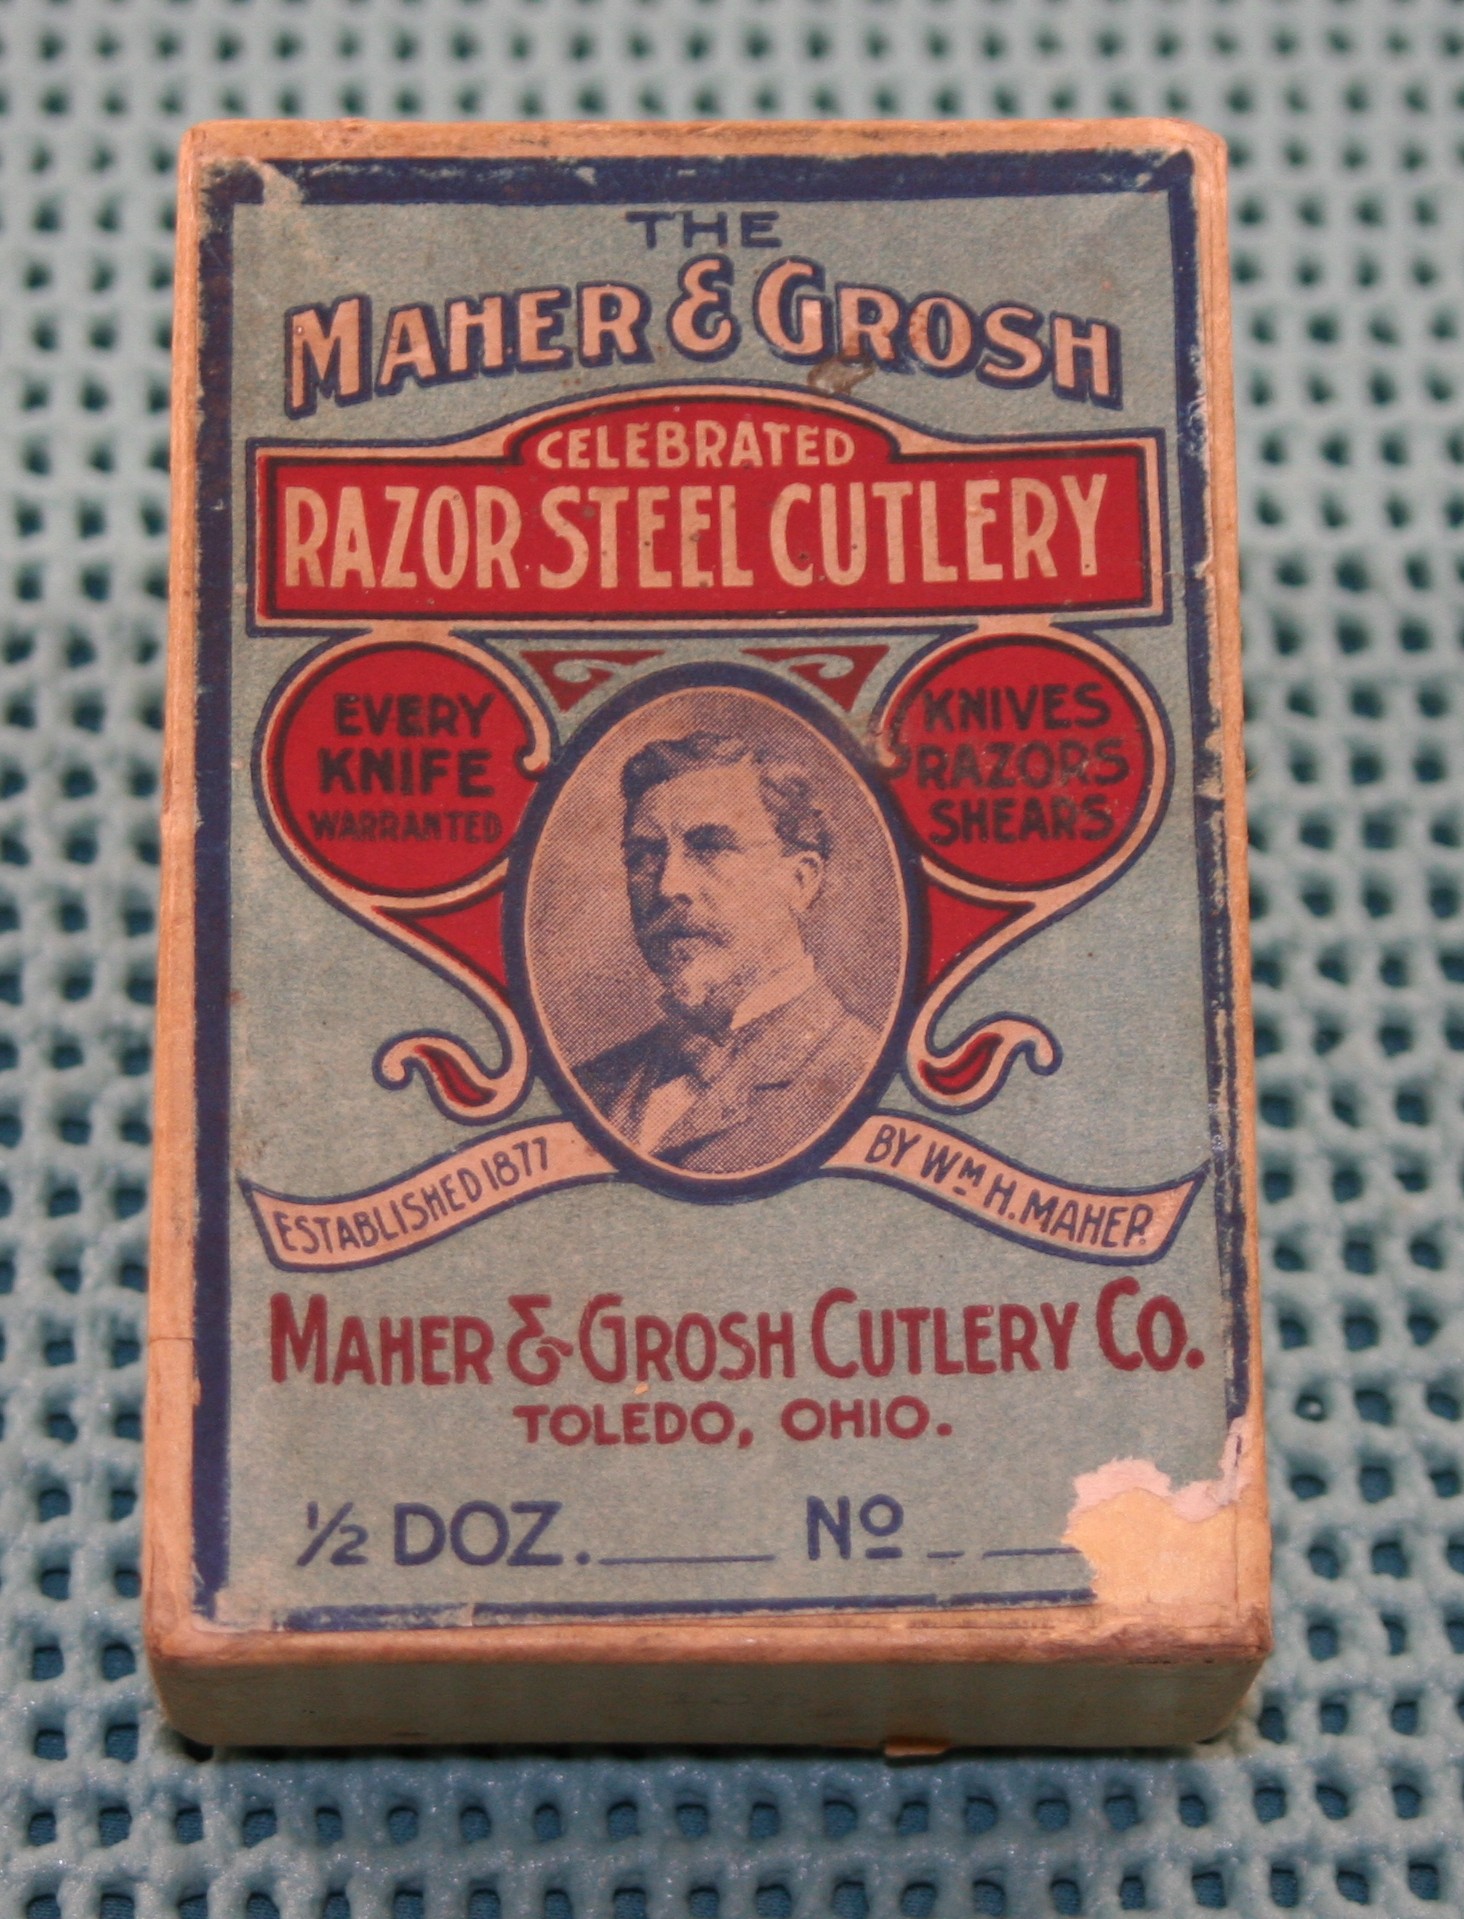 THE
MAHER & GROSH
CELEBRATED
RAZOR STEEL CUTLERY
EVERY
KNIFE
WARRANTED
KNIVES
RAZORS
SHEARS
ESTABLISHED 1877
BY WM H. MAHER.
MAHER & GROSH CUTLERY CO.
TOLEDO, OHIO.
½ DOZ. No